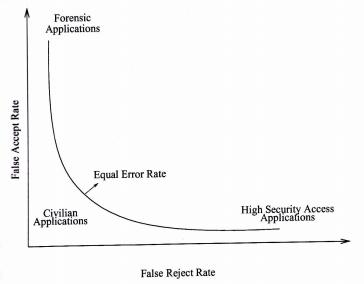 Forensic
Applications
False Accept Rate
Equal Error Rate
Civilian
Applications
High Security Access
Applications
False Reject Rate